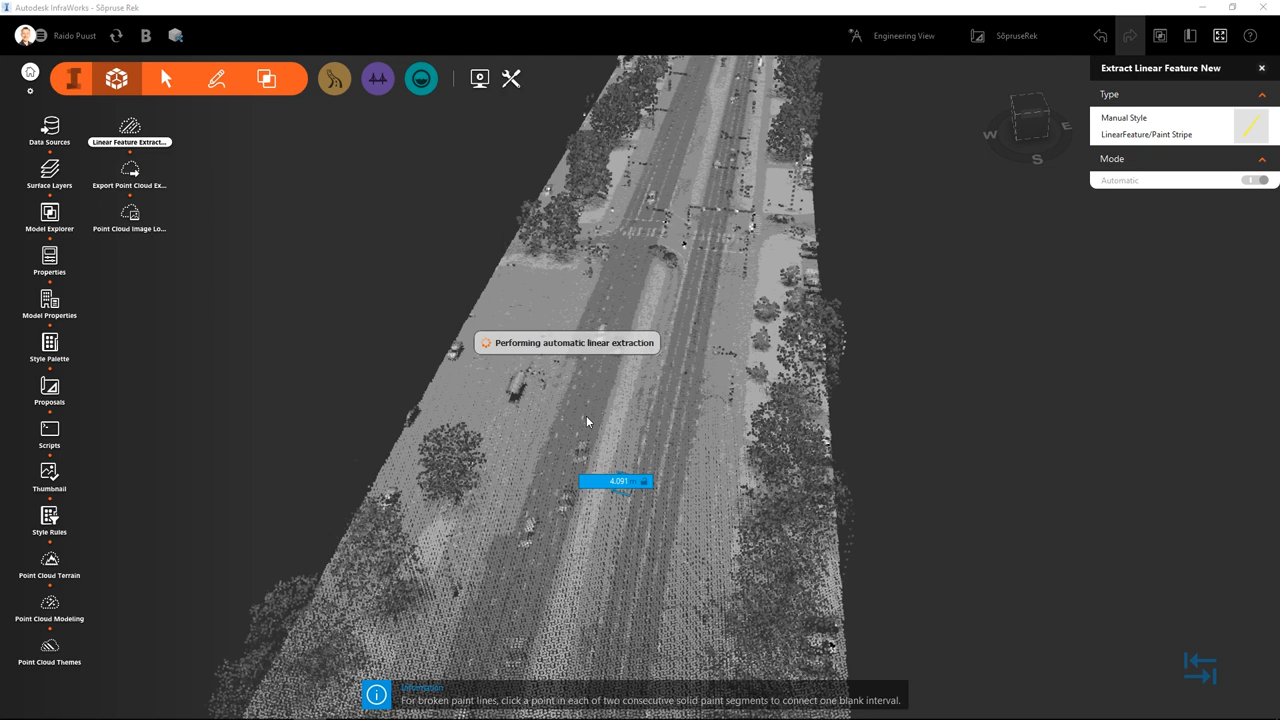 Autodesk InfraWorks - Sõpruse Rek
Raido Puust
Engineering View
SõpruseRek
Extract Linear Feature New
Type
Manual Style
LinearFeature/Paint Stripe
Mode
Automatic
Data Sources
Linear Feature Extract...
Surface Layers
Export Point Cloud Ex...
Model Explorer
Point Cloud Image Lo...
Properties
Model Properties
Style Palette
Proposals
Scripts
Thumbnail
Style Rules
Point Cloud Terrain
Point Cloud Modeling
Point Cloud Themes
W
E
S
Performing automatic linear extraction
4.091 m
Information
For broken paint lines, click a point in each of two consecutive solid paint segments to connect one blank interval.